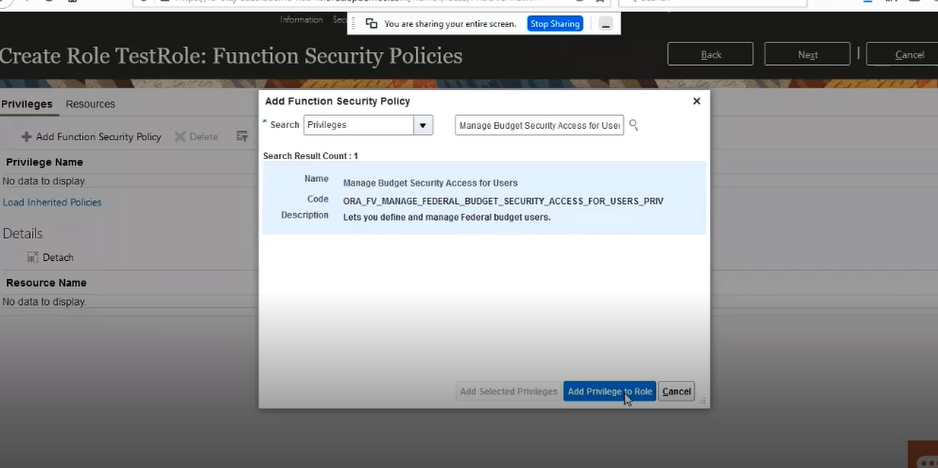 Information
You are sharing your entire screen. Stop Sharing
Create Role TestRole: Function Security Policies
Back Next Cancel
Privileges Resources
Add Function Security Policy Delete
Privilege Name
No data to display.
Load Inherited Policies
Details
Detach
Resource Name
No data to display.
Add Function Security Policy
* Search Privileges Manage Budget Security Access for User
Search Result Count : 1
Name Manage Budget Security Access for Users
Code ORA_FV_MANAGE_FEDERAL_BUDGET_SECURITY_ACCESS_FOR_USERS_PRIV
Description Lets you define and manage Federal budget users.
Add Selected Privileges Add Privilege to Role Cancel